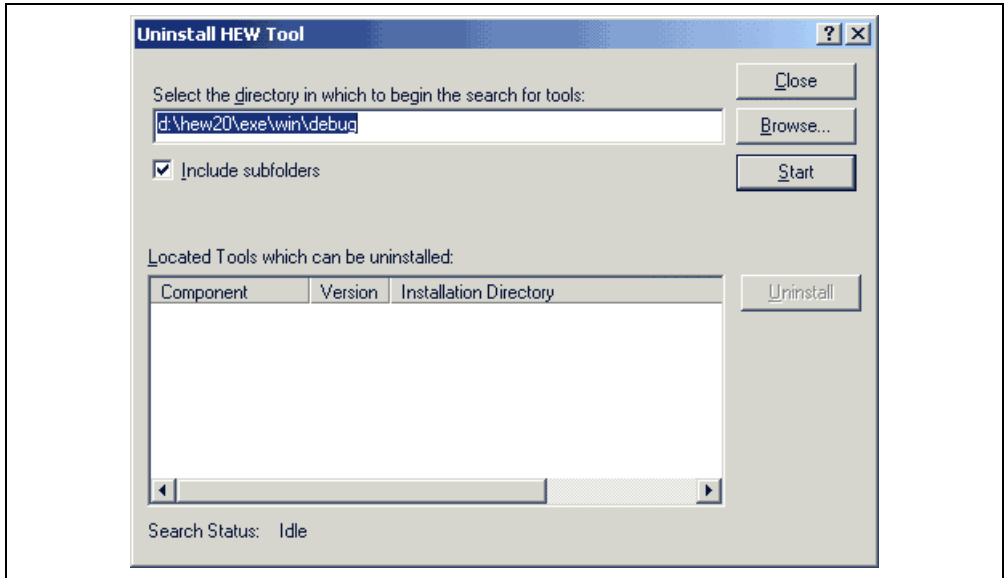 Uninstall HEW Tool
Select the directory in which to begin the search for tools:
Close
d:\hew20\exe\win\debug
Browse...
Include subfolders
Start
Located Tools which can be uninstalled:
Component Version Installation Directory
Uninstall
Search Status: Idle